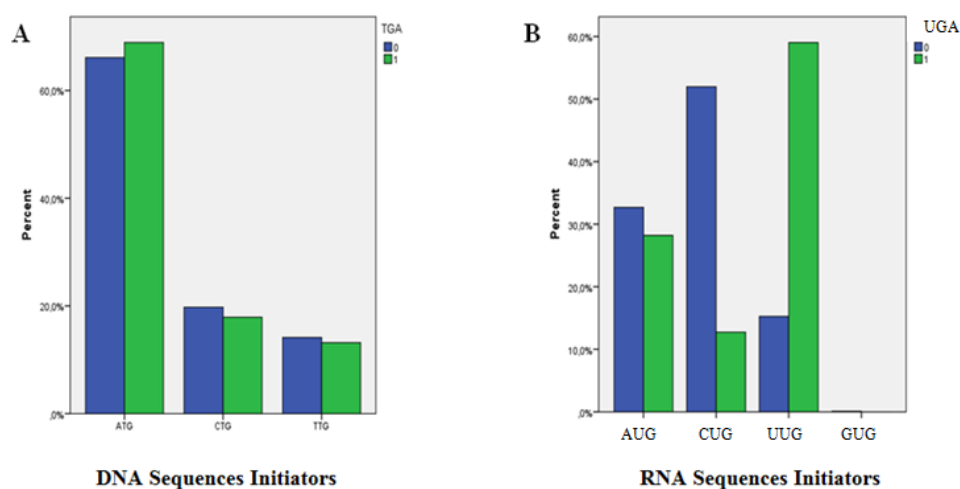 A
TGA
0
1
Percent
60,0%
40,0%
20,0%
,0%
ATG
CTG
TTG
DNA Sequences Initiators
B
UGA
0
1
Percent
60,0%
50,0%
40,0%
30,0%
20,0%
10,0%
,0%
AUG
CUG
UUG
GUG
RNA Sequences Initiators